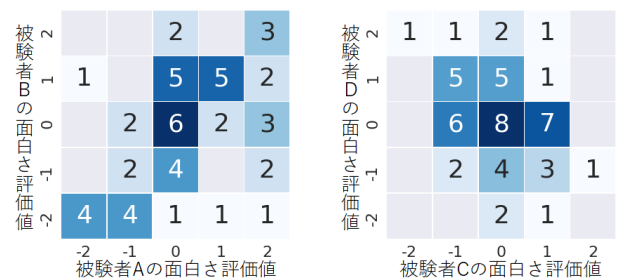 被験者Bの面白さ評価値
2
1
0
-1
-2
2 3
1 5 5 2
2 6 2 3
2 4 2
4 4 1 1 1
-2 -1 0 1 2
被験者Aの面白さ評価値
被験者Dの面白さ評価値
2
1
0
-1
-2
1 1 2 1
5 5 1
6 8 7
2 4 3 1
2 1
-2 -1 0 1 2
被験者Cの面白さ評価値